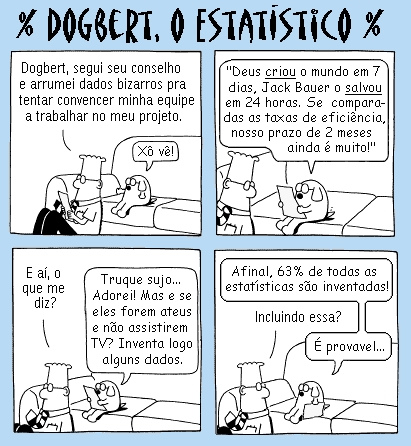 % DOGBERT, O ESTATÍSTICO %
Dogbert, segui seu conselho
e arrumei dados bizarros pra
tentar convencer minha equipe
a trabalhar no meu projeto.
Xô vê!
"Deus criou o mundo em 7
dias, Jack Bauer o salvou
em 24 horas. Se compara-
das as taxas de eficiência,
nosso prazo de 2 meses
ainda é muito!"
E aí, o
que me
diz?
Truque sujo...
Adorei! Mas e se
eles forem ateus
e não assistirem
TV? Inventa logo
alguns dados.
Afinal, 63% de todas as
estatísticas são inventadas!
Incluindo essa?
É provavel...